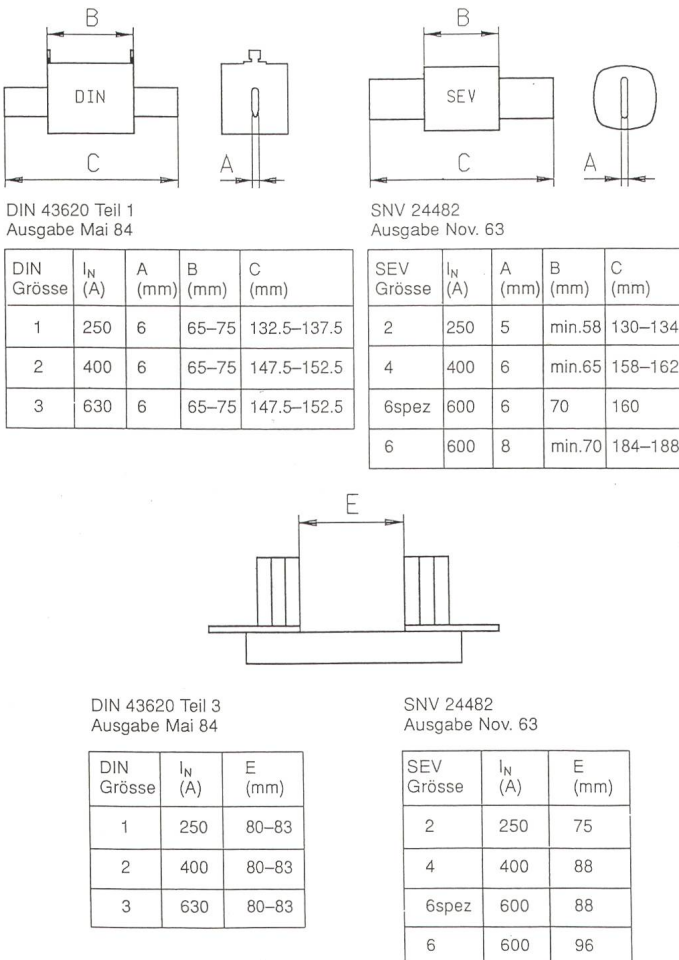 B
DIN
C
A
B
SEV
C
A
DIN 43620 Teil 1
Ausgabe Mai 84
DIN Grösse | I_N (A) | A (mm) | B (mm) | C (mm)
1 | 250 | 6 | 65–75 | 132.5–137.5
2 | 400 | 6 | 65–75 | 147.5–152.5
3 | 630 | 6 | 65–75 | 147.5–152.5
SNV 24482
Ausgabe Nov. 63
SEV Grösse | I_N (A) | A (mm) | B (mm) | C (mm)
2 | 250 | 5 | min.58 | 130–134
4 | 400 | 6 | min.65 | 158–162
6spez | 600 | 6 | 70 | 160
6 | 600 | 8 | min.70 | 184–188
E
DIN 43620 Teil 3
Ausgabe Mai 84
DIN Grösse | I_N (A) | E (mm)
1 | 250 | 80–83
2 | 400 | 80–83
3 | 630 | 80–83
SNV 24482
Ausgabe Nov. 63
SEV Grösse | I_N (A) | E (mm)
2 | 250 | 75
4 | 400 | 88
6spez | 600 | 88
6 | 600 | 96